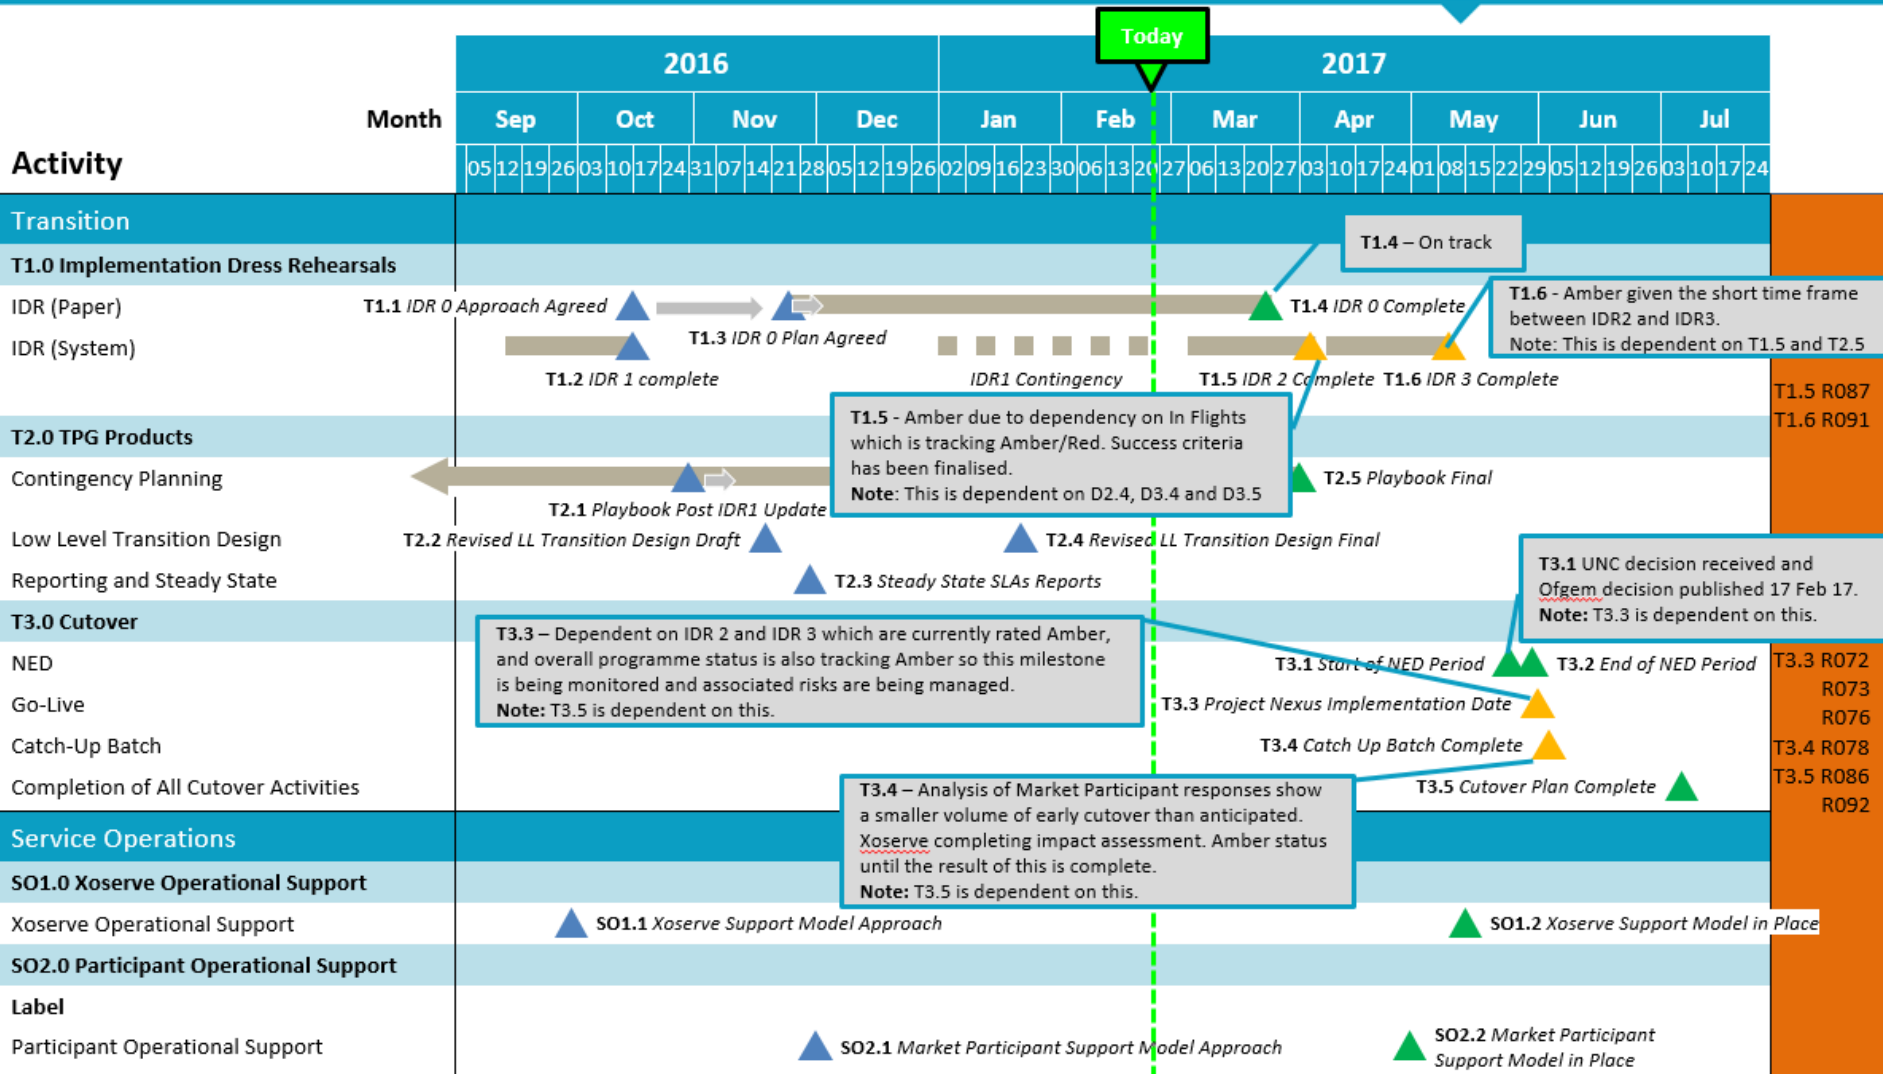 Today
2016
2017
Month
Sep
Oct
Nov
Dec
Jan
Feb
Mar
Apr
May
Jun
Jul
Activity
05 12 19 26 03 10 17 24 31 07 14 21 28 05 12 19 26 02 09 16 23 30 06 13 20 27 06 13 20 27 03 10 17 24 01 08 15 22 29 05 12 19 26 03 10 17 24
Transition
T1.4 – On track
T1.0 Implementation Dress Rehearsals
IDR (Paper)
T1.1 IDR 0 Approach Agreed
T1.3 IDR 0 Plan Agreed
T1.4 IDR 0 Complete
T1.6 - Amber given the short time frame
between IDR2 and IDR3.
Note: This is dependent on T1.5 and T2.5
IDR (System)
T1.2 IDR 1 complete
IDR1 Contingency
T1.5 IDR 2 Complete
T1.6 IDR 3 Complete
T1.5 R087
T1.6 R091
T1.5 - Amber due to dependency on In Flights
which is tracking Amber/Red. Success criteria
has been finalised.
Note: This is dependent on D2.4, D3.4 and D3.5
T2.0 TPG Products
Contingency Planning
T2.1 Playbook Post IDR1 Update
T2.5 Playbook Final
Low Level Transition Design
T2.2 Revised LL Transition Design Draft
T2.4 Revised LL Transition Design Final
Reporting and Steady State
T2.3 Steady State SLAs Reports
T3.1 UNC decision received and
Ofgem decision published 17 Feb 17.
Note: T3.3 is dependent on this.
T3.0 Cutover
T3.3 – Dependent on IDR 2 and IDR 3 which are currently rated Amber,
and overall programme status is also tracking Amber so this milestone
is being monitored and associated risks are being managed.
Note: T3.5 is dependent on this.
NED
T3.1 Start of NED Period
T3.2 End of NED Period
T3.3 R072
R073
R076
T3.4 R078
T3.5 R086
R092
Go-Live
T3.3 Project Nexus Implementation Date
Catch-Up Batch
T3.4 Catch Up Batch Complete
Completion of All Cutover Activities
T3.5 Cutover Plan Complete
T3.4 – Analysis of Market Participant responses show
a smaller volume of early cutover than anticipated.
Xoserve completing impact assessment. Amber status
until the result of this is complete.
Note: T3.5 is dependent on this.
Service Operations
SO1.0 Xoserve Operational Support
Xoserve Operational Support
SO1.1 Xoserve Support Model Approach
SO1.2 Xoserve Support Model in Place
SO2.0 Participant Operational Support
Label
Participant Operational Support
SO2.1 Market Participant Support Model Approach
SO2.2 Market Participant
Support Model in Place